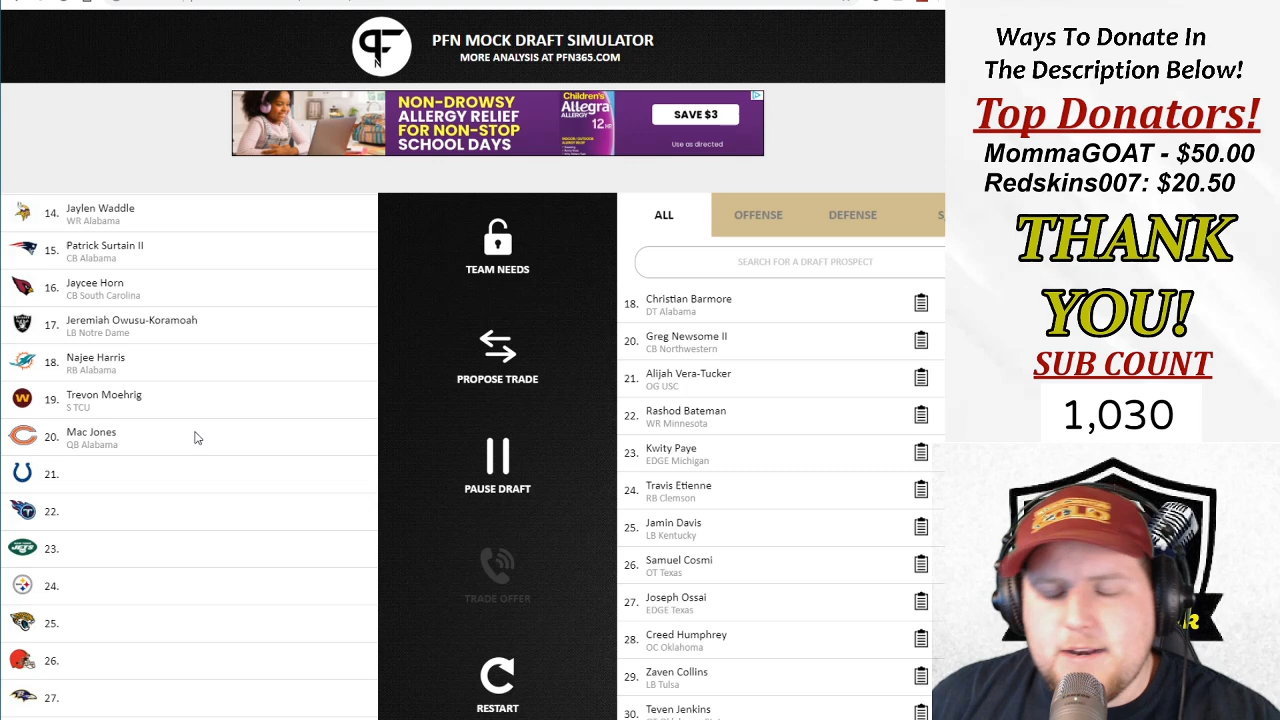 PFN MOCK DRAFT SIMULATOR
MORE ANALYSIS AT PFN365.COM
NON-DROWSY
ALLERGY RELIEF
FOR NON-STOP
SCHOOL DAYS
Children's
Allegra
ALLERGY
12 HR
SAVE $3
Use as directed
14. Jaylen Waddle
WR Alabama
15. Patrick Surtain II
CB Alabama
16. Jaycee Horn
CB South Carolina
17. Jeremiah Owusu-Koramoah
LB Notre Dame
18. Najee Harris
RB Alabama
19. Trevon Moehrig
S TCU
20. Mac Jones
QB Alabama
21.
22.
23.
24.
25.
26.
27.
TEAM NEEDS
PROPOSE TRADE
PAUSE DRAFT
TRADE OFFER
RESTART
ALL OFFENSE DEFENSE S
SEARCH FOR A DRAFT PROSPECT
18. Christian Barmore
DT Alabama
20. Greg Newsome II
CB Northwestern
21. Alijah Vera-Tucker
OG USC
22. Rashod Bateman
WR Minnesota
23. Kwity Paye
EDGE Michigan
24. Travis Etienne
RB Clemson
25. Jamin Davis
LB Kentucky
26. Samuel Cosmi
OT Texas
27. Joseph Ossai
EDGE Texas
28. Creed Humphrey
OC Oklahoma
29. Zaven Collins
LB Tulsa
30. Teven Jenkins
Ways To Donate In
The Description Below!
Top Donators!
MommaGOAT - $50.00
Redskins007: $20.50
THANK
YOU!
SUB COUNT
1,030